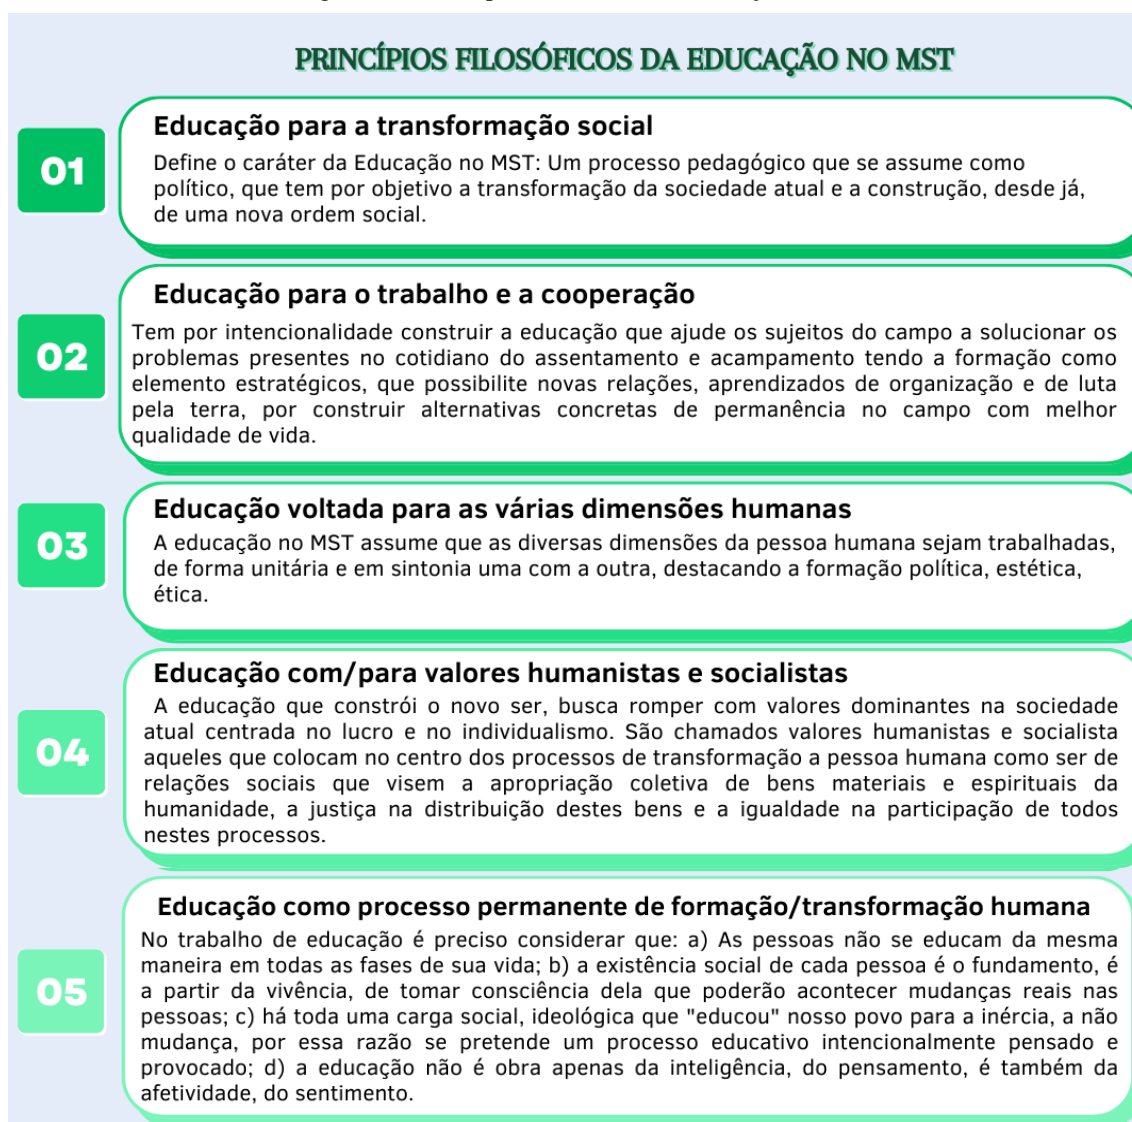 PRINCÍPIOS FILOSÓFICOS DA EDUCAÇÃO NO MST
01
Educação para a transformação social
Define o caráter da Educação no MST: Um processo pedagógico que se assume como
político, que tem por objetivo a transformação da sociedade atual e a construção, desde já,
de uma nova ordem social.
02
Educação para o trabalho e a cooperação
Tem por intencionalidade construir a educação que ajude os sujeitos do campo a solucionar os
problemas presentes no cotidiano do assentamento e acampamento tendo a formação como
elemento estratégicos, que possibilite novas relações, aprendizados de organização e de luta
pela terra, por construir alternativas concretas de permanência no campo com melhor
qualidade de vida.
03
Educação voltada para as várias dimensões humanas
A educação no MST assume que as diversas dimensões da pessoa humana sejam trabalhadas,
de forma unitária e em sintonia uma com a outra, destacando a formação política, estética,
ética.
04
Educação com/para valores humanistas e socialistas
A educação que constrói o novo ser, busca romper com valores dominantes na sociedade
atual centrada no lucro e no individualismo. São chamados valores humanistas e socialista
aqueles que colocam no centro dos processos de transformação a pessoa humana como ser de
relações sociais que visem a apropriação coletiva de bens materiais e espirituais da
humanidade, a justiça na distribuição destes bens e a igualdade na participação de todos
nestes processos.
05
Educação como processo permanente de formação/transformação humana
No trabalho de educação é preciso considerar que: a) As pessoas não se educam da mesma
maneira em todas as fases de sua vida; b) a existência social de cada pessoa é o fundamento, é
a partir da vivência, de tomar consciência dela que poderão acontecer mudanças reais nas
pessoas; c) há toda uma carga social, ideológica que "educou" nosso povo para a inércia, a não
mudança, por essa razão se pretende um processo educativo intencionalmente pensado e
provocado; d) a educação não é obra apenas da inteligência, do pensamento, é também da
afetividade, do sentimento.